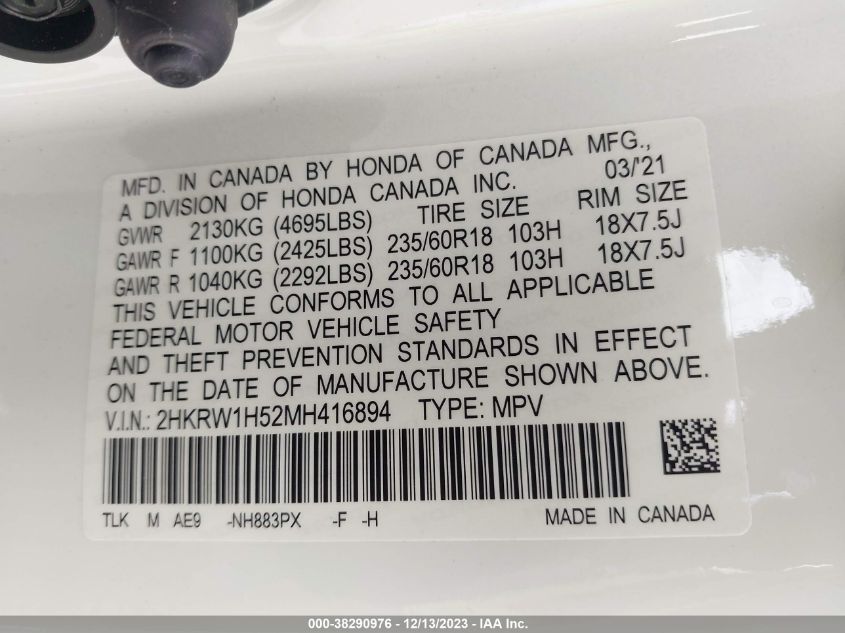 MFD. IN CANADA BY HONDA OF CANADA MFG.,
A DIVISION OF HONDA CANADA INC. 03/'21
GVWR 2130KG (4695LBS) TIRE SIZE RIM SIZE
GAWR F 1100KG (2425LBS) 235/60R18 103H 18X7.5J
GAWR R 1040KG (2292LBS) 235/60R18 103H 18X7.5J
THIS VEHICLE CONFORMS TO ALL APPLICABLE
FEDERAL MOTOR VEHICLE SAFETY
AND THEFT PREVENTION STANDARDS IN EFFECT
ON THE DATE OF MANUFACTURE SHOWN ABOVE.
V.I.N.: 2HKRW1H52MH416894 TYPE: MPV
TLK M AE9 -NH883PX -F -H MADE IN CANADA
000-38290976 - 12/13/2023 - IAA Inc.